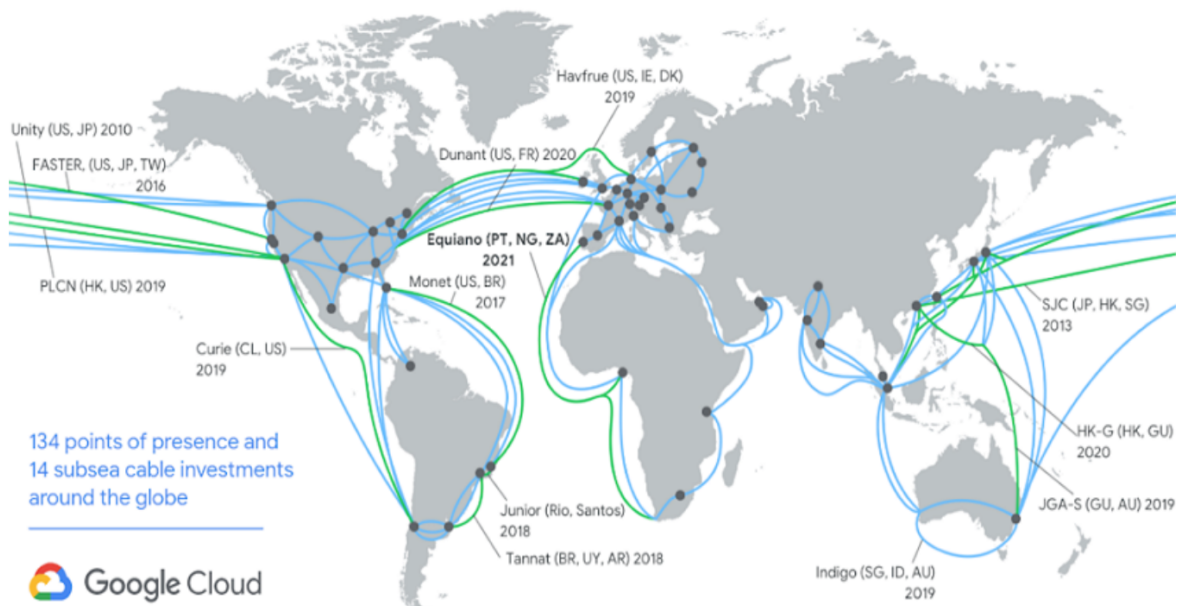 Havfrue (US, IE, DK)
2019
Unity (US, JP) 2010
FASTER, (US, JP, TW)
2016
Dunant (US, FR) 2020
Equiano (PT, NG, ZA)
2021
PLCN (HK, US) 2019
Monet (US, BR)
2017
SJC (JP, HK, SG)
2013
Curie (CL, US)
2019
134 points of presence and
14 subsea cable investments
around the globe
HK-G (HK, GU)
2020
JGA-S (GU, AU) 2019
Junior (Rio, Santos)
2018
Tannat (BR, UY, AR) 2018
Indigo (SG, ID, AU)
2019
Google Cloud